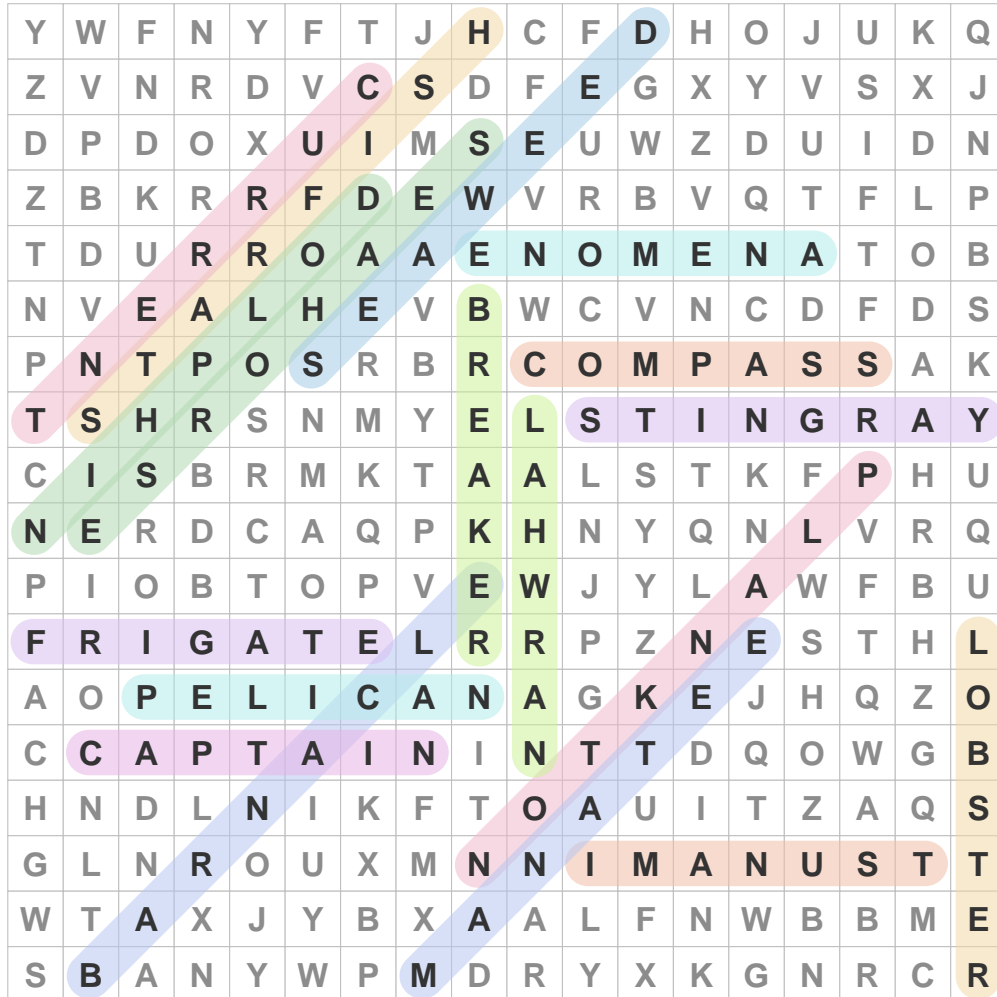 Y W F N Y F T J H C F D H O J U K Q
Z V N R D V C S D F E G X Y V S X J
D P D O X U I M S E U W Z D U I D N
Z B K R R F D E W V R B V Q T F L P
T D U R R O A A E N O M E N A T O B
N V E A L H E V B W C V N C D F D S
P N T P O S R B R C O M P A S S A K
T S H R S N M Y E L S T I N G R A Y
C I S B R M K T A A L S T K F P H U
N E R D C A Q P K H N Y Q N L V R Q
P I O B T O P V E W J Y L A W F B U
F R I G A T E L R R P Z N E S T H L
A O P E L I C A N A G K E J H Q Z O
C C A P T A I N I N T T D Q O W G B
H N D L N I K F T O A U I T Z A Q S
G L N R O U X M N N I M A N U S T T
W T A X J Y B X A A L F N W B B M E
S B A N Y W P M D R Y X K G N R C R